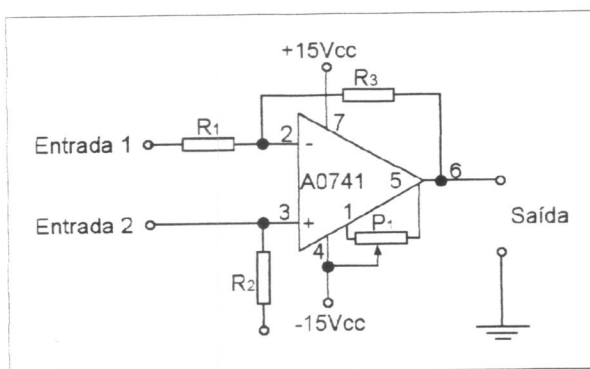 +15Vcc
R3
R1
2
7
Entrada 1
-
A0741
6
5
Entrada 2
3
+
1
P1
Saída
4
R2
-15Vcc